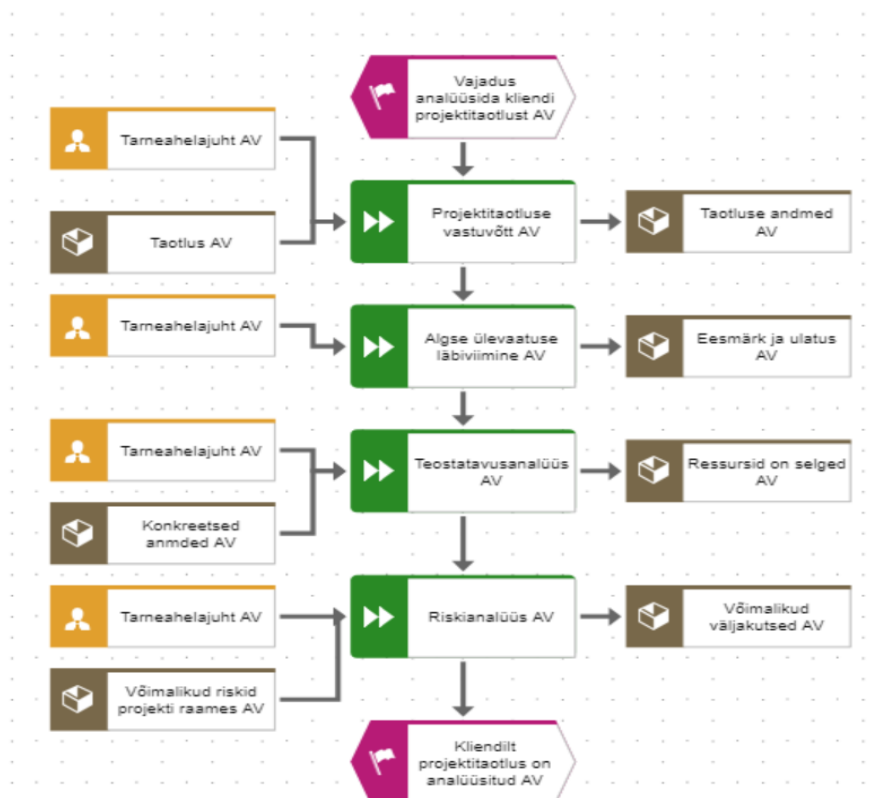 Vajadus
analüüsida kliendi
projektitaotlust AV
Tarneahelajuht AV
Taotlus AV
Projektitaotluse
vastuvõtt AV
Taotluse andmed
AV
Tarneahelajuht AV
Algse ülevaatuse
läbiviimine AV
Eesmärk ja ulatus
AV
Tarneahelajuht AV
Konkreetsed
anmded AV
Teostatavusanalüüs
AV
Ressursid on selged
AV
Tarneahelajuht AV
Võimalikud riskid
projekti raames AV
Riskianalüüs AV
Võimalikud
väljakutsed AV
Kliendilt
projektitaotlus on
analüüsitud AV